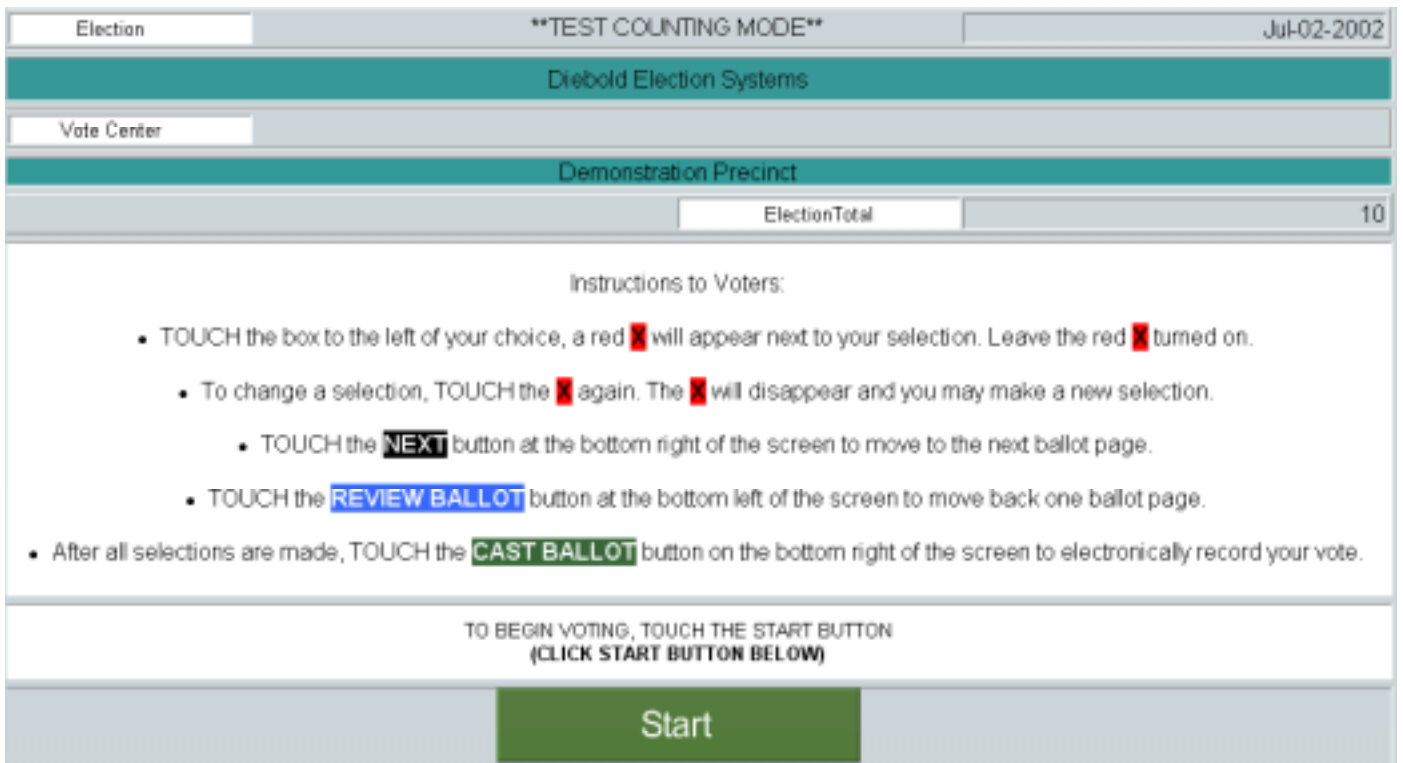 Election **TEST COUNTING MODE** Jul-02-2002
Diebold Election Systems
Vote Center
Demonstration Precinct
ElectionTotal 10
Instructions to Voters:
• TOUCH the box to the left of your choice, a red X will appear next to your selection. Leave the red X turned on.
• To change a selection, TOUCH the X again. The X will disappear and you may make a new selection.
• TOUCH the NEXT button at the bottom right of the screen to move to the next ballot page.
• TOUCH the REVIEW BALLOT button at the bottom left of the screen to move back one ballot page.
• After all selections are made, TOUCH the CAST BALLOT button on the bottom right of the screen to electronically record your vote.
TO BEGIN VOTING, TOUCH THE START BUTTON
(CLICK START BUTTON BELOW)
Start